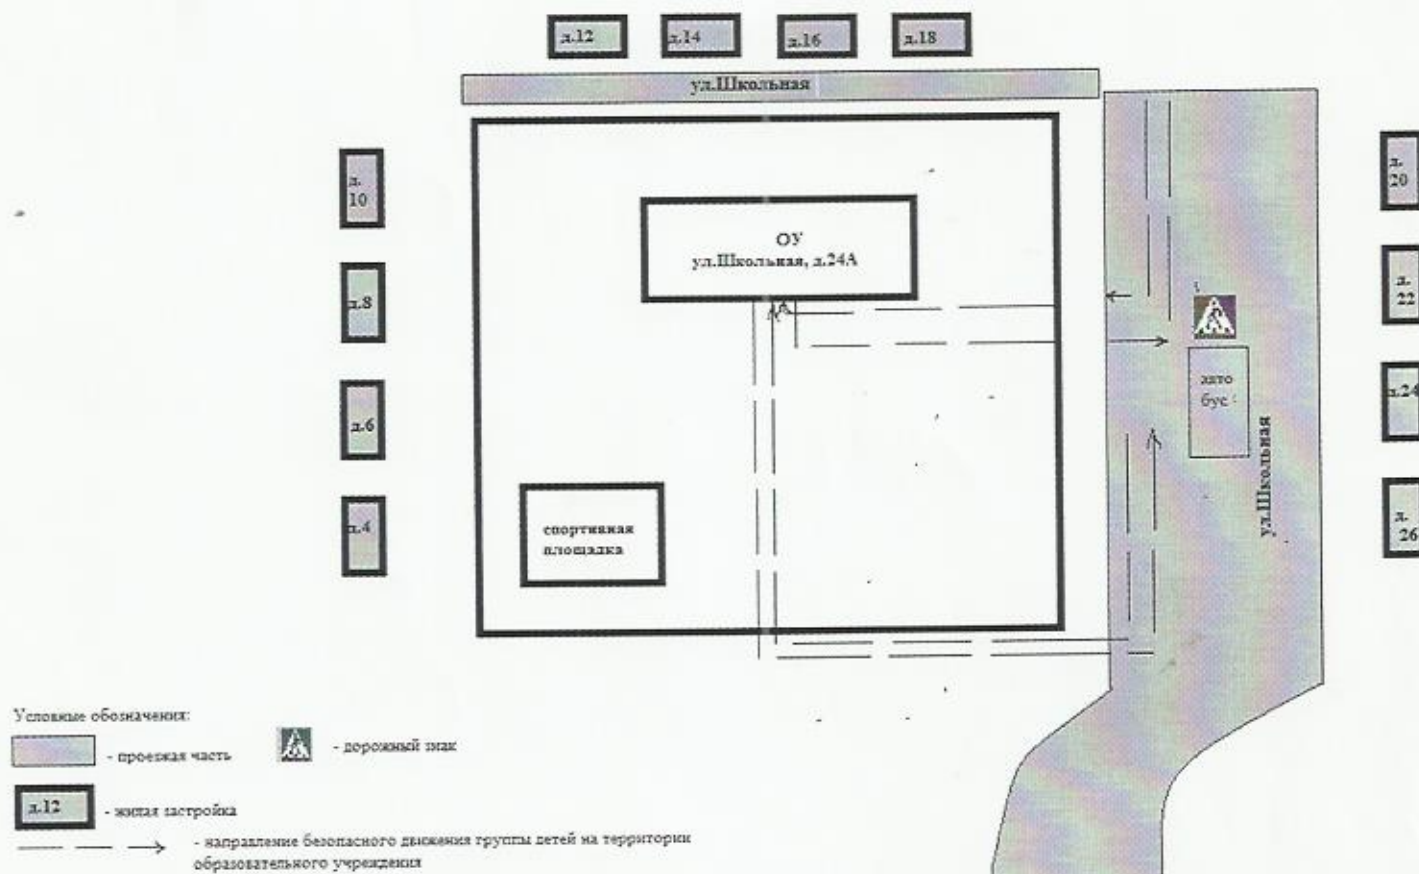 д.12
д.14
д.16
д.18
ул.Школьная
д.
10
д.8
д.6
д.4
ОУ
ул.Школьная, д.24А
спортивная
площадка
авто
бус
ул.Школьная
д.
20
д.
22
д.24
д.
26
Условные обозначения:
- проезжая часть
- дорожный знак
д.12
- жилая застройка
- направление безопасного движения группы детей на территории
образовательного учреждения